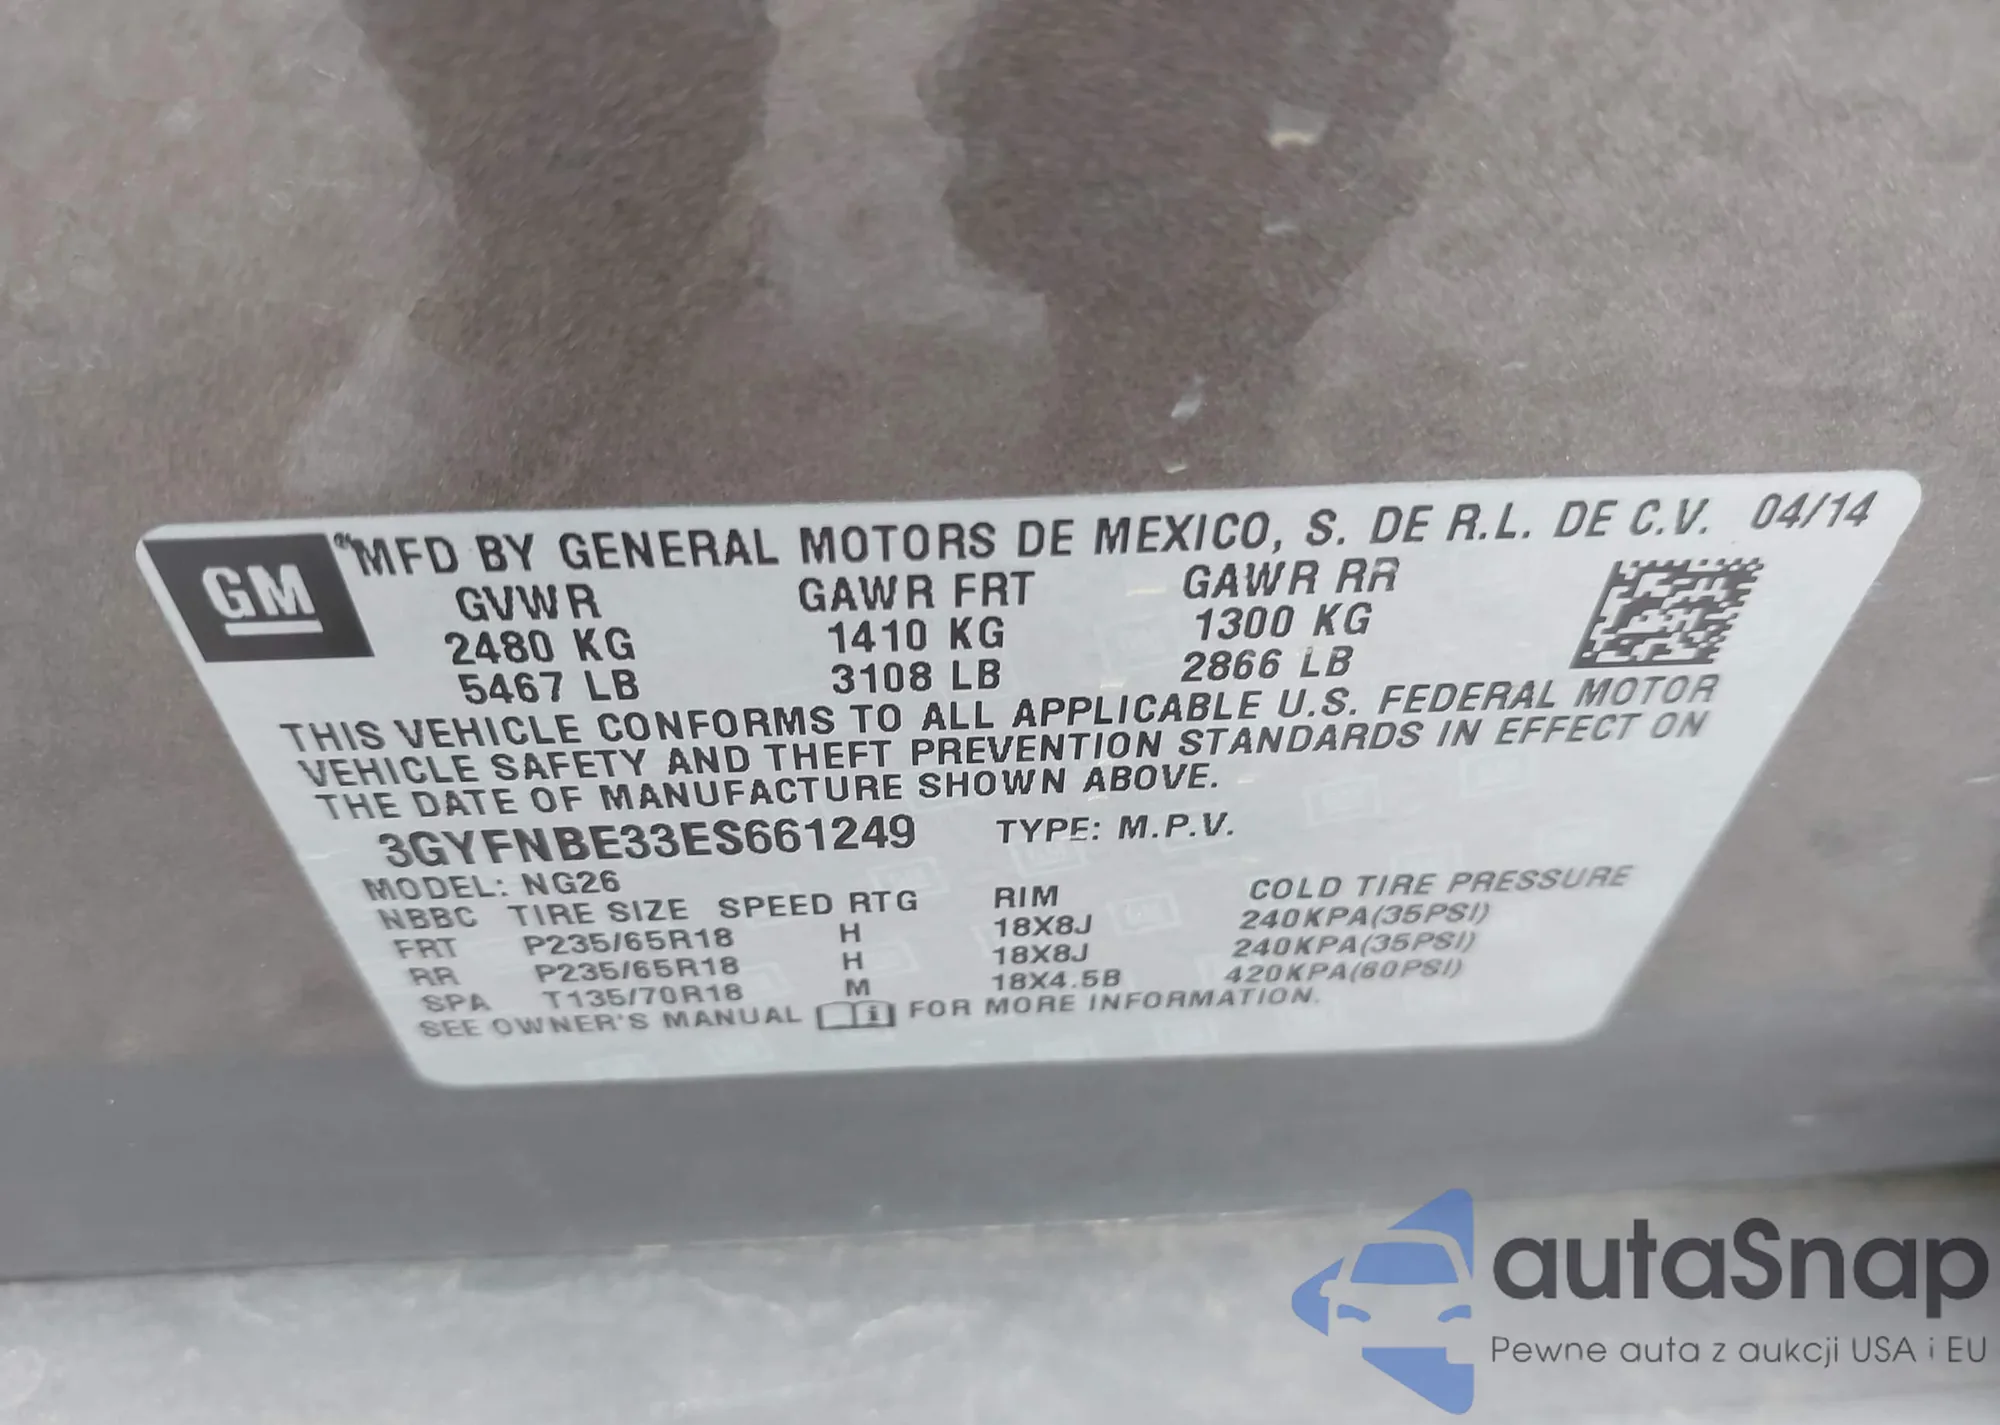 GM
® MFD BY GENERAL MOTORS DE MEXICO, S. DE R.L. DE C.V. 04/14
GVWR GAWR FRT GAWR RR
2480 KG 1410 KG 1300 KG
5467 LB 3108 LB 2866 LB
THIS VEHICLE CONFORMS TO ALL APPLICABLE U.S. FEDERAL MOTOR
VEHICLE SAFETY AND THEFT PREVENTION STANDARDS IN EFFECT ON
THE DATE OF MANUFACTURE SHOWN ABOVE.
3GYFNBE33ES661249 TYPE: M.P.V.
MODEL: NG26
NBBC TIRE SIZE SPEED RTG RIM COLD TIRE PRESSURE
FRT P235/65R18 H 18X8J 240KPA(35PSI)
RR P235/65R18 H 18X8J 240KPA(35PSI)
SPA T135/70R18 M 18X4.5B 420KPA(60PSI)
SEE OWNER'S MANUAL FOR MORE INFORMATION.
autaSnap
Pewne auta z aukcji USA i EU